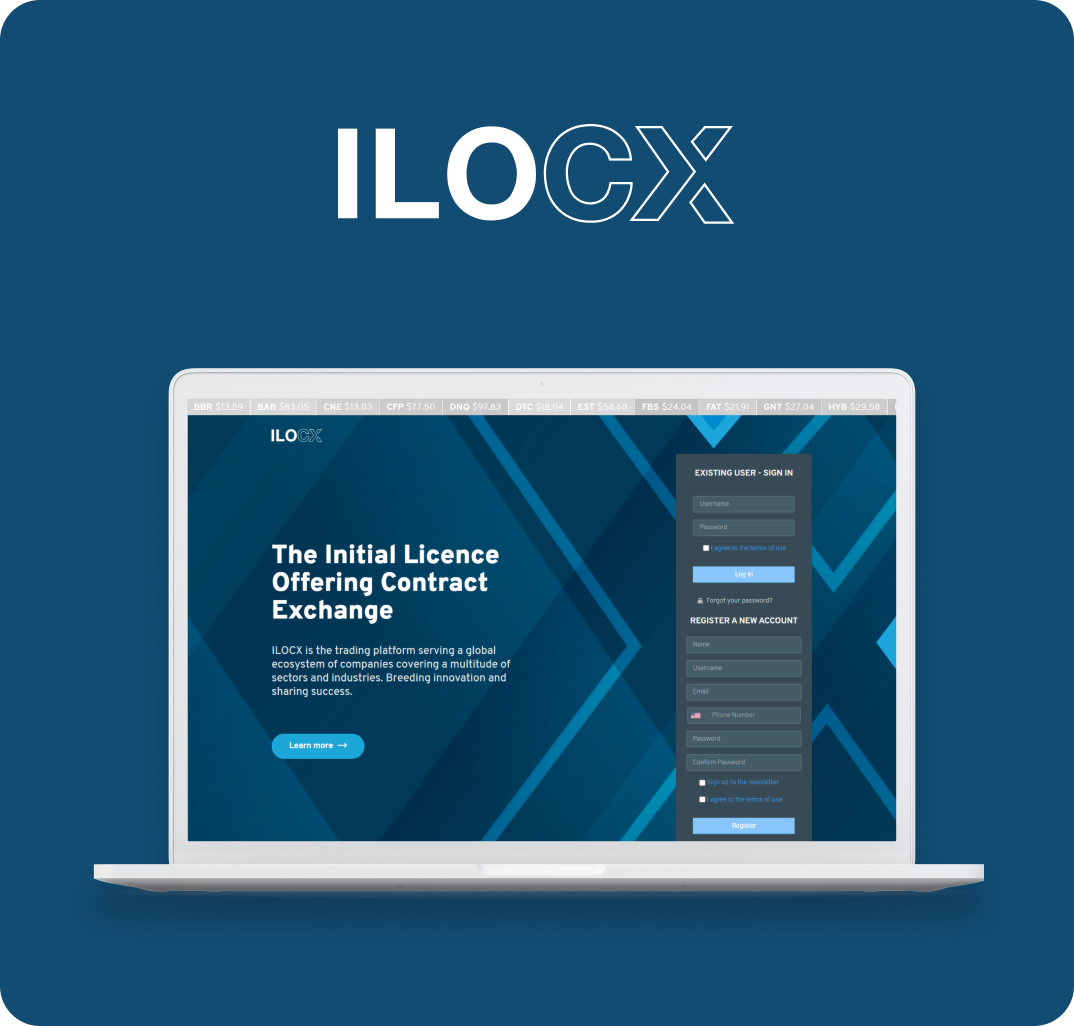 ILOCX
BBR $13.59 BAB $83.05 CNE $13.03 CFP $77.50 DNQ $97.83 DTC $18.04 EST $58.68 FBS $24.04 FAT $21.91 GNT $27.04 HYB $29.58
ILOCX
The Initial Licence
Offering Contract
Exchange
ILOCX is the trading platform serving a global
ecosystem of companies covering a multitude of
sectors and industries. Breeding innovation and
sharing success.
Learn more →
EXISTING USER - SIGN IN
Username
Password
I agree to the terms of use
Log In
Forgot your password?
REGISTER A NEW ACCOUNT
Name
Username
Email
Phone Number
Password
Confirm Password
Sign up to the newsletter
I agree to the terms of use
Register